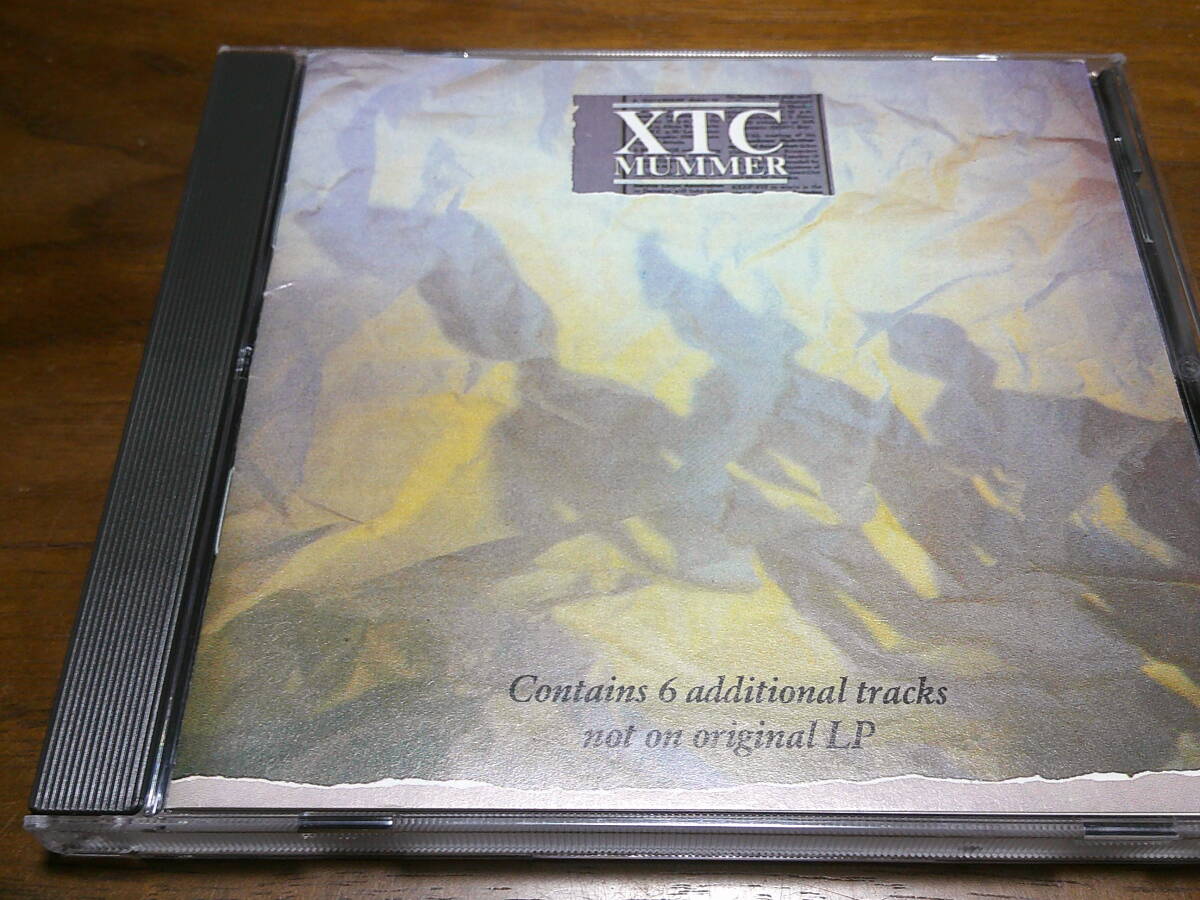 XTC
MUMMER
Contains 6 additional tracks
not on original LP